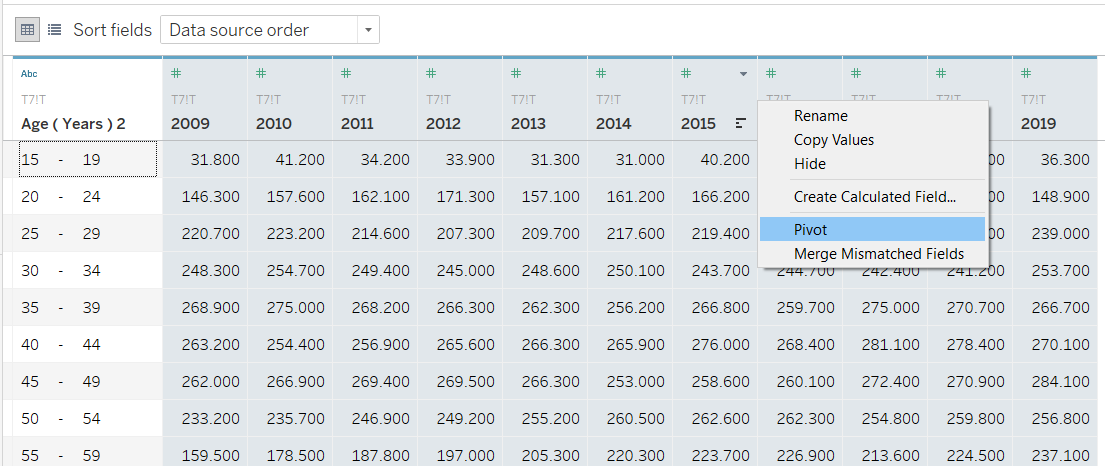 Sort fields Data source order
Abc # # # # # # # # # # #
T7!T T7!T T7!T T7!T T7!T T7!T T7!T T7!T T7!T
Age ( Years ) 2 2009 2010 2011 2012 2013 2014 2015 2019
Rename
Copy Values
Hide
Create Calculated Field...
Pivot
Merge Mismatched Fields
15 - 19 31.800 41.200 34.200 33.900 31.300 31.000 40.200 36.300
20 - 24 146.300 157.600 162.100 171.300 157.100 161.200 166.200 148.900
25 - 29 220.700 223.200 214.600 207.300 209.700 217.600 219.400 239.000
30 - 34 248.300 254.700 249.400 245.000 248.600 250.100 243.700 244.700 242.400 241.200 253.700
35 - 39 268.900 275.000 268.200 266.300 262.300 256.200 266.800 259.700 275.000 270.700 266.700
40 - 44 263.200 254.400 256.900 265.600 266.300 265.900 276.000 268.400 281.100 278.400 270.100
45 - 49 262.000 266.900 269.400 269.500 266.300 253.000 258.600 260.100 272.400 270.900 284.100
50 - 54 233.200 235.700 246.900 249.200 255.200 260.500 262.600 262.300 254.800 259.800 256.800
55 - 59 159.500 178.500 187.800 197.000 205.300 220.300 223.700 226.900 213.600 224.500 237.100